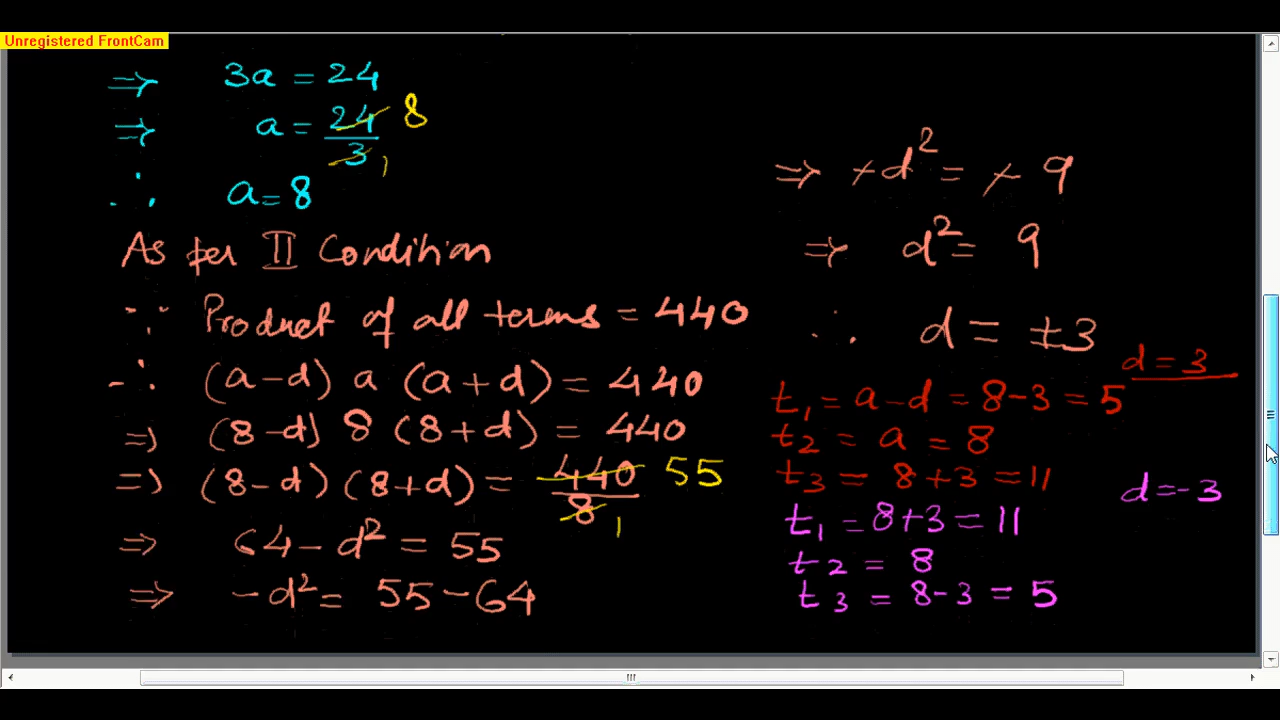 Unregistered FrontCam
⇒ 3a = 24
⇒ a = 24/3 8 1
∴ a = 8
As per II Condition
∵ Product of all terms = 440
∴ (a-d) a (a+d) = 440
⇒ (8-d) 8 (8+d) = 440
⇒ (8-d) (8+d) = 440/8 55 1
⇒ 64 - d² = 55
⇒ -d² = 55 - 64
⇒ -d² = - 9
⇒ d² = 9
∴ d = ±3
d = 3
t₁ = a - d = 8 - 3 = 5
t₂ = a = 8
t₃ = 8 + 3 = 11
d = -3
t₁ = 8 + 3 = 11
t₂ = 8
t₃ = 8 - 3 = 5